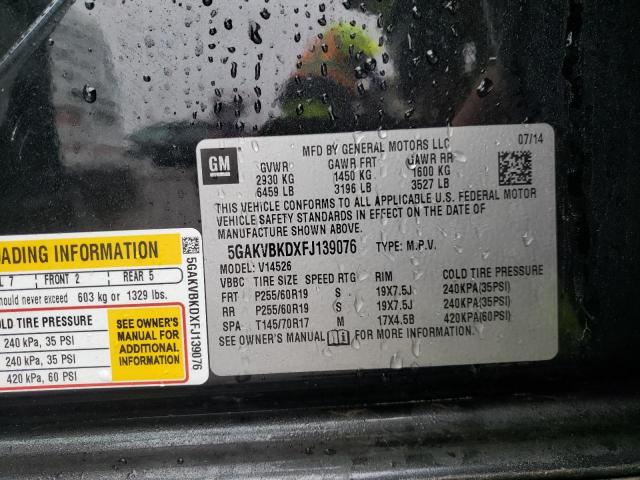 MFD BY GENERAL MOTORS LLC 07/14
GM
GVWR GAWR FRT GAWR RR
2930 KG 1450 KG 1600 KG
6459 LB 3196 LB 3527 LB
THIS VEHICLE CONFORMS TO ALL APPLICABLE U.S. FEDERAL MOTOR
VEHICLE SAFETY STANDARDS IN EFFECT ON THE DATE OF
MANUFACTURE SHOWN ABOVE.
5GAKVBKDXFJ139076 TYPE: M.P.V.
MODEL: V14526
VBBC TIRE SIZE SPEED RTG RIM COLD TIRE PRESSURE
FRT P255/60R19 S 19X7.5J 240KPA(35PSI)
RR P255/60R19 S 19X7.5J 240KPA(35PSI)
SPA T145/70R17 M 17X4.5B 420KPA(60PSI)
SEE OWNER'S MANUAL FOR MORE INFORMATION.
OADING INFORMATION
L 7 FRONT 2 REAR 5
hould never exceed 603 kg or 1329 lbs.
OLD TIRE PRESSURE
240 kPa, 35 PSI
240 kPa, 35 PSI
420 kPa, 60 PSI
SEE OWNER'S
MANUAL FOR
ADDITIONAL
INFORMATION
5GAKVBKDXFJ139076